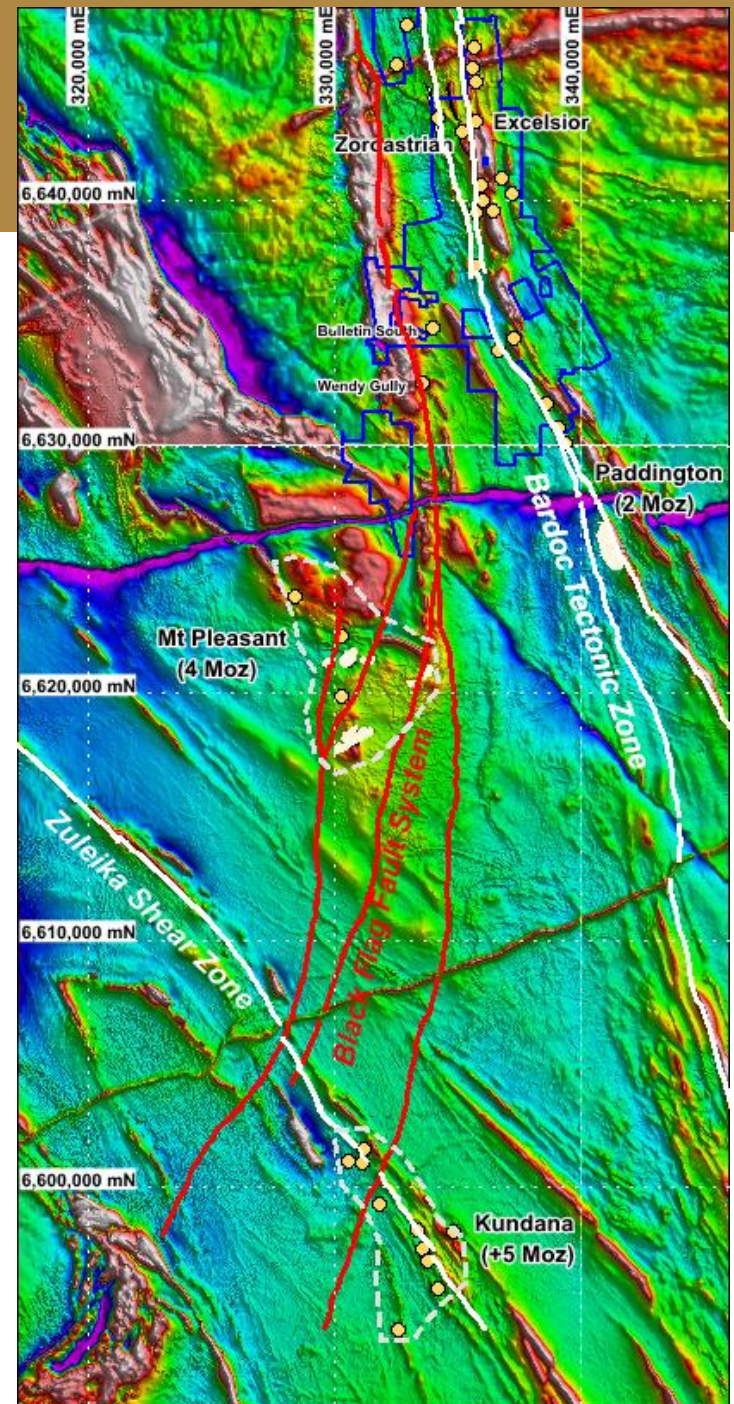 320,000 mE
330,000 mE
340,000 mE
Excelsior
Zoroastrian
6,640,000 mN
Bulletin South
Wendy Gully
6,630,000 mN
Paddington
(2 Moz)
Bardoc Tectonic Zone
Mt Pleasant
(4 Moz)
6,620,000 mN
Black Flag Fault System
Zuleika Shear Zone
6,610,000 mN
6,600,000 mN
Kundana
(+5 Moz)